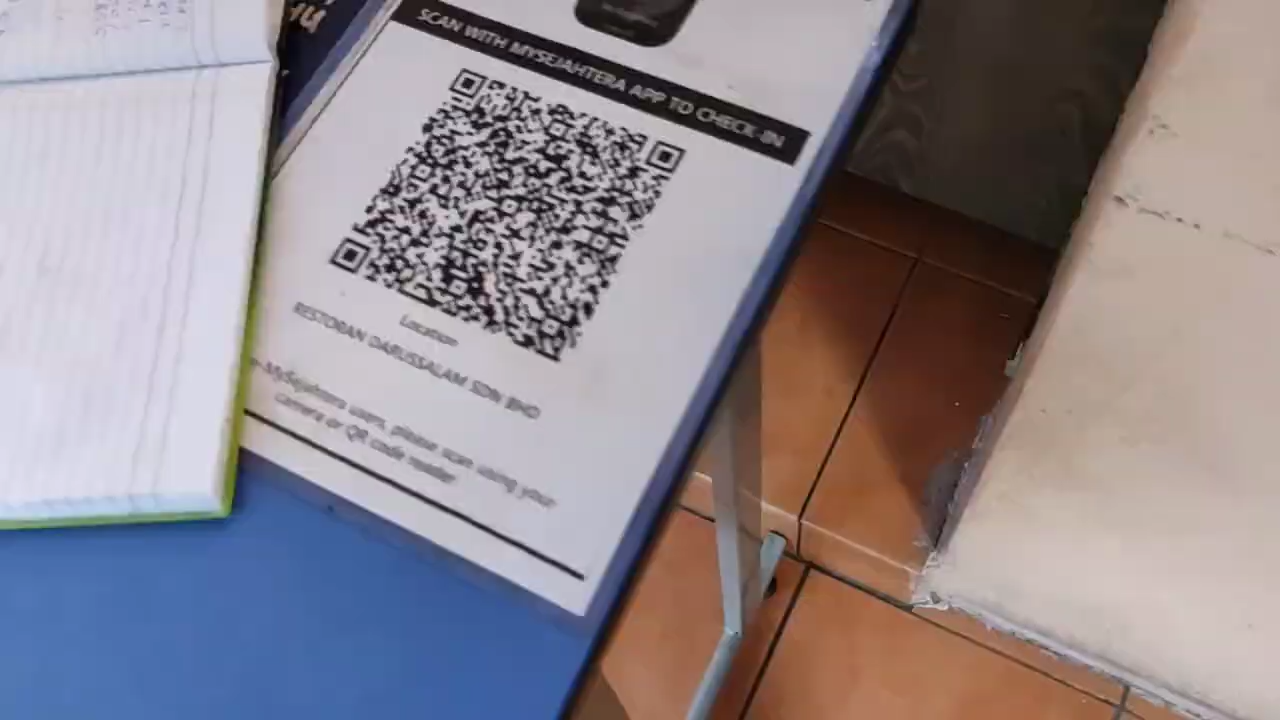 SCAN WITH MYSEJAHTERA APP TO CHECK-IN
Location
RESTORAN DARUSSALAM SDN BHD
MySejahtera users, please scan using your
camera or QR code reader